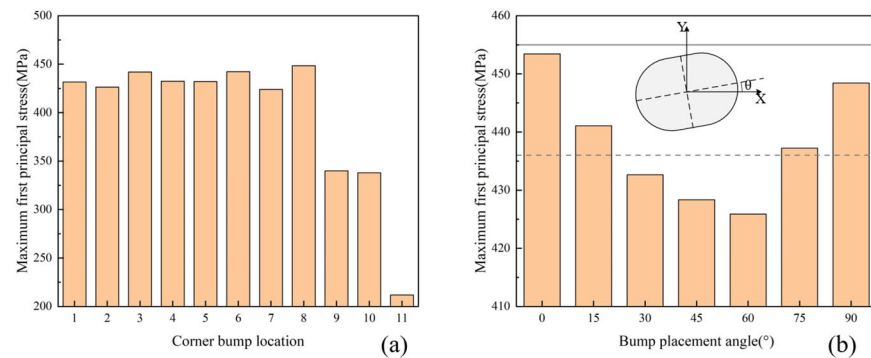 500
450
400
350
300
250
200
Maximum first principal stress(MPa)
1 2 3 4 5 6 7 8 9 10 11
Corner bump location
(a)
460
450
440
430
420
410
Maximum first principal stress(MPa)
Y
θ
X
0 15 30 45 60 75 90
Bump placement angle(°)
(b)